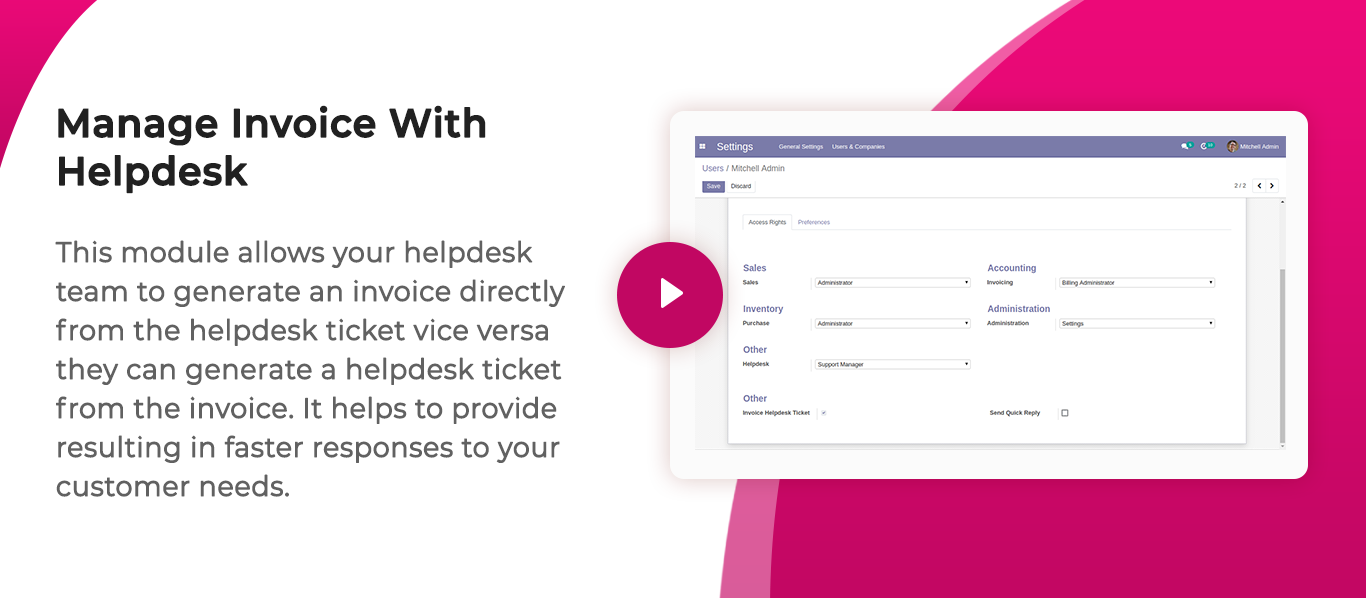 Manage Invoice With
Helpdesk
This module allows your helpdesk
team to generate an invoice directly
from the helpdesk ticket vice versa
they can generate a helpdesk ticket
from the invoice. It helps to provide
resulting in faster responses to your
customer needs.
Settings General Settings Users & Companies Mitchell Admin
Users / Mitchell Admin
Save Discard 2 / 2
Access Rights Preferences
Sales Accounting
Sales Administrator Invoicing Billing Administrator
Inventory Administration
Purchase Administrator Administration Settings
Other
Helpdesk Support Manager
Other
Invoice Helpdesk Ticket Send Quick Reply